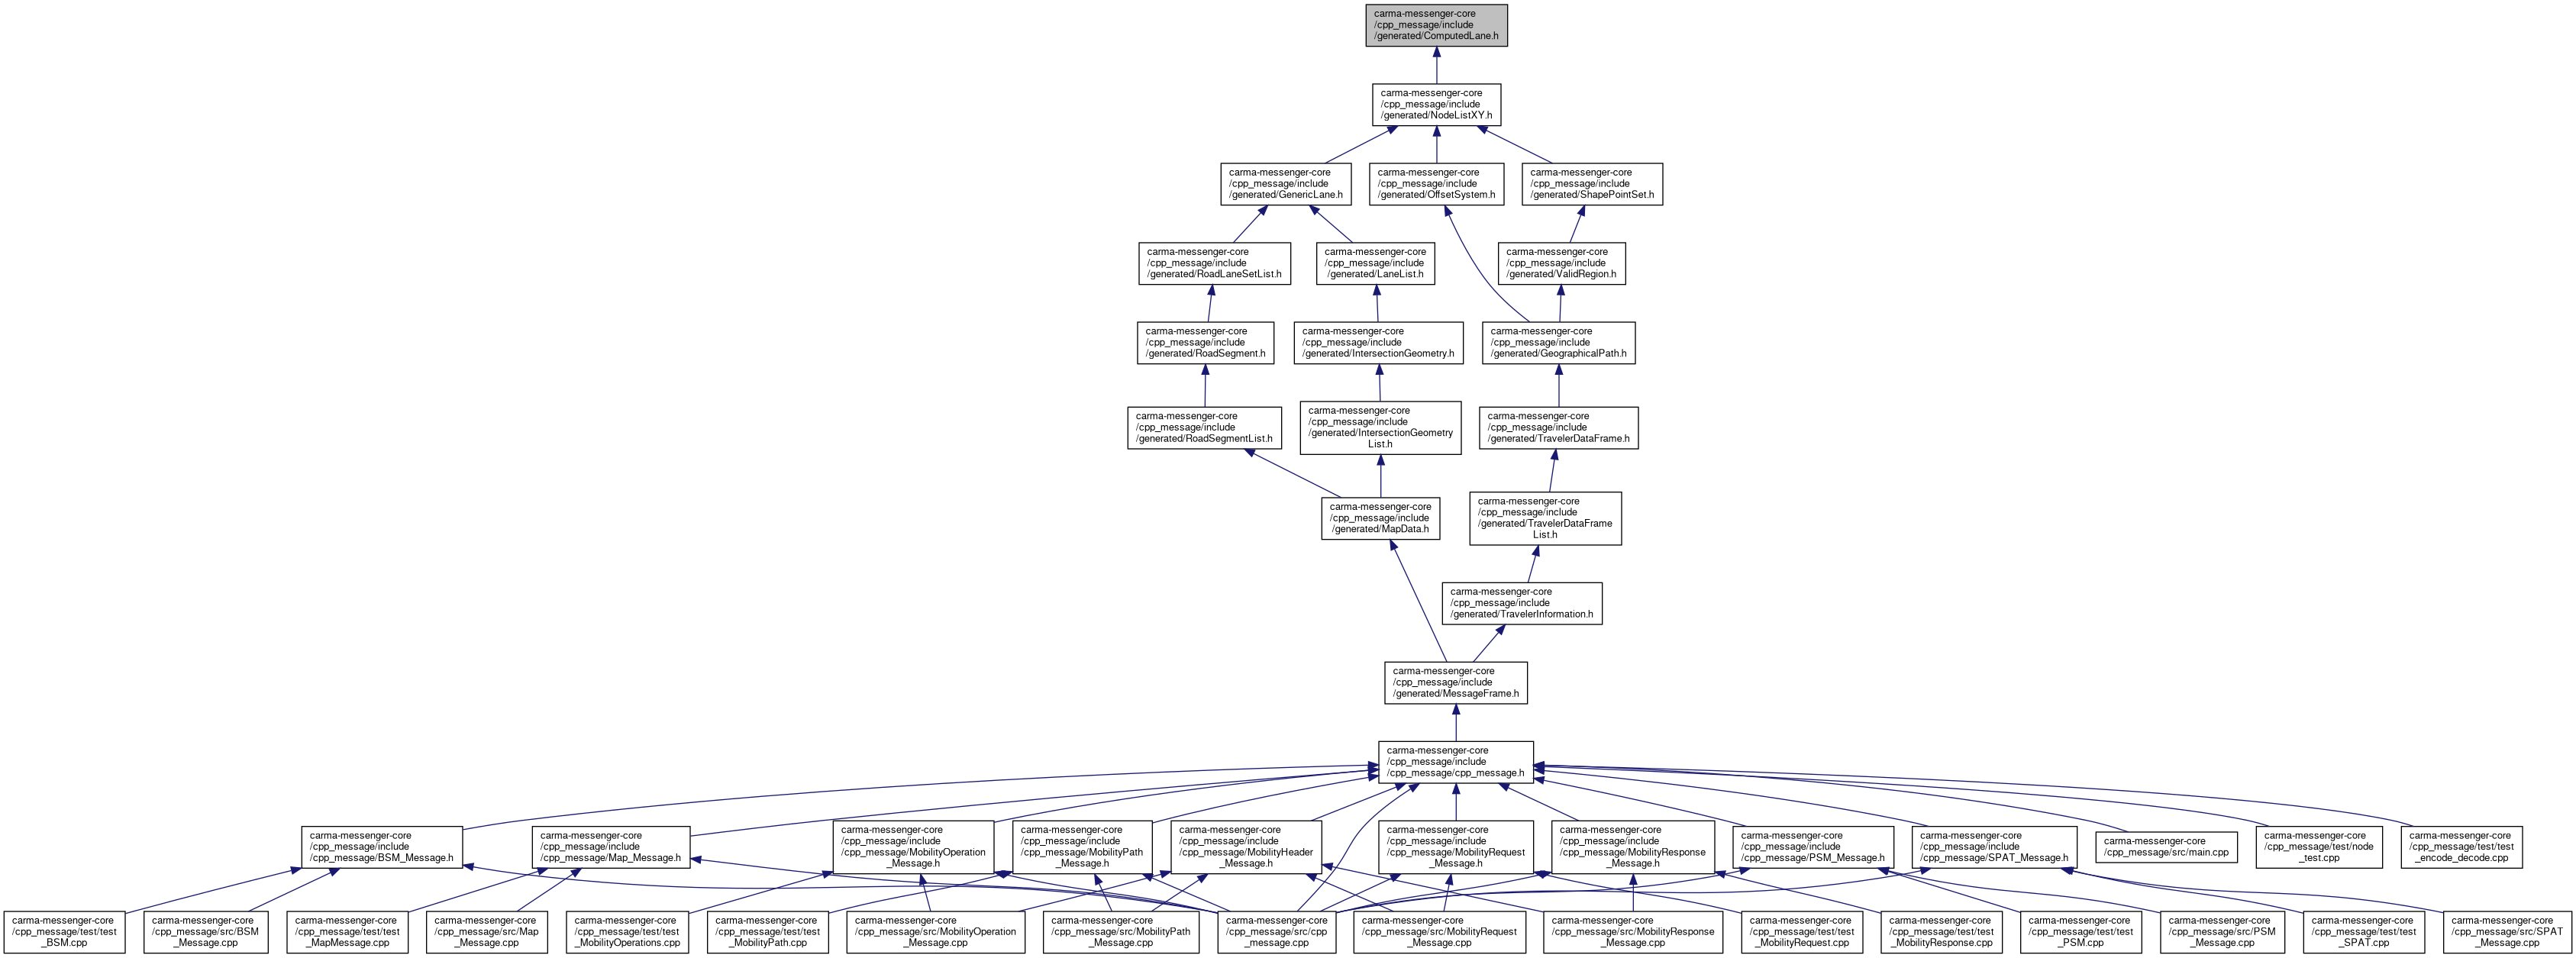 carma-messenger-core
/cpp_message/include
/generated/ComputedLane.h
carma-messenger-core
/cpp_message/include
/generated/NodeListXY.h
carma-messenger-core
/cpp_message/include
/generated/GenericLane.h
carma-messenger-core
/cpp_message/include
/generated/OffsetSystem.h
carma-messenger-core
/cpp_message/include
/generated/ShapePointSet.h
carma-messenger-core
/cpp_message/include
/generated/RoadLaneSetList.h
carma-messenger-core
/cpp_message/include
/generated/LaneList.h
carma-messenger-core
/cpp_message/include
/generated/ValidRegion.h
carma-messenger-core
/cpp_message/include
/generated/RoadSegment.h
carma-messenger-core
/cpp_message/include
/generated/IntersectionGeometry.h
carma-messenger-core
/cpp_message/include
/generated/GeographicalPath.h
carma-messenger-core
/cpp_message/include
/generated/RoadSegmentList.h
carma-messenger-core
/cpp_message/include
/generated/IntersectionGeometry
List.h
carma-messenger-core
/cpp_message/include
/generated/TravelerDataFrame.h
carma-messenger-core
/cpp_message/include
/generated/MapData.h
carma-messenger-core
/cpp_message/include
/generated/TravelerDataFrame
List.h
carma-messenger-core
/cpp_message/include
/generated/TravelerInformation.h
carma-messenger-core
/cpp_message/include
/generated/MessageFrame.h
carma-messenger-core
/cpp_message/include
/cpp_message/cpp_message.h
carma-messenger-core
/cpp_message/include
/cpp_message/BSM_Message.h
carma-messenger-core
/cpp_message/include
/cpp_message/Map_Message.h
carma-messenger-core
/cpp_message/include
/cpp_message/MobilityOperation
_Message.h
carma-messenger-core
/cpp_message/include
/cpp_message/MobilityPath
_Message.h
carma-messenger-core
/cpp_message/include
/cpp_message/MobilityHeader
_Message.h
carma-messenger-core
/cpp_message/include
/cpp_message/MobilityRequest
_Message.h
carma-messenger-core
/cpp_message/include
/cpp_message/MobilityResponse
_Message.h
carma-messenger-core
/cpp_message/include
/cpp_message/PSM_Message.h
carma-messenger-core
/cpp_message/include
/cpp_message/SPAT_Message.h
carma-messenger-core
/cpp_message/src/main.cpp
carma-messenger-core
/cpp_message/test/node
_test.cpp
carma-messenger-core
/cpp_message/test/test
_encode_decode.cpp
carma-messenger-core
/cpp_message/test/test
_BSM.cpp
carma-messenger-core
/cpp_message/src/BSM
_Message.cpp
carma-messenger-core
/cpp_message/test/test
_MapMessage.cpp
carma-messenger-core
/cpp_message/src/Map
_Message.cpp
carma-messenger-core
/cpp_message/test/test
_MobilityOperations.cpp
carma-messenger-core
/cpp_message/test/test
_MobilityPath.cpp
carma-messenger-core
/cpp_message/src/MobilityOperation
_Message.cpp
carma-messenger-core
/cpp_message/src/MobilityPath
_Message.cpp
carma-messenger-core
/cpp_message/src/cpp
_message.cpp
carma-messenger-core
/cpp_message/src/MobilityRequest
_Message.cpp
carma-messenger-core
/cpp_message/src/MobilityResponse
_Message.cpp
carma-messenger-core
/cpp_message/test/test
_MobilityRequest.cpp
carma-messenger-core
/cpp_message/test/test
_MobilityResponse.cpp
carma-messenger-core
/cpp_message/test/test
_PSM.cpp
carma-messenger-core
/cpp_message/src/PSM
_Message.cpp
carma-messenger-core
/cpp_message/test/test
_SPAT.cpp
carma-messenger-core
/cpp_message/src/SPAT
_Message.cpp